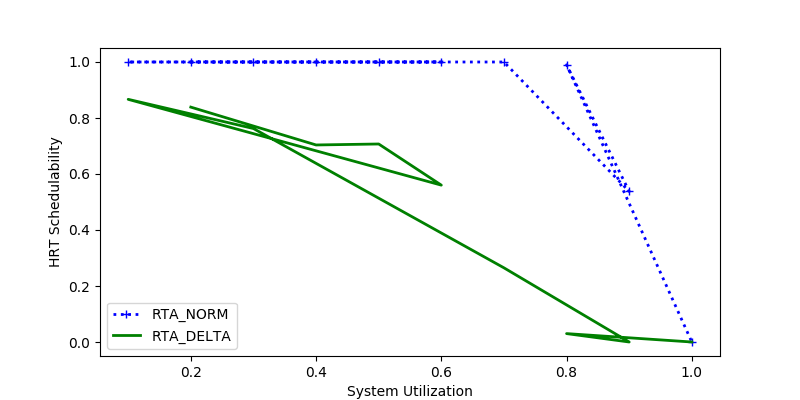 1.0
0.8
0.6
0.4
0.2
0.0
HRT Schedulability
RTA_NORM
RTA_DELTA
0.2 0.4 0.6 0.8 1.0
System Utilization